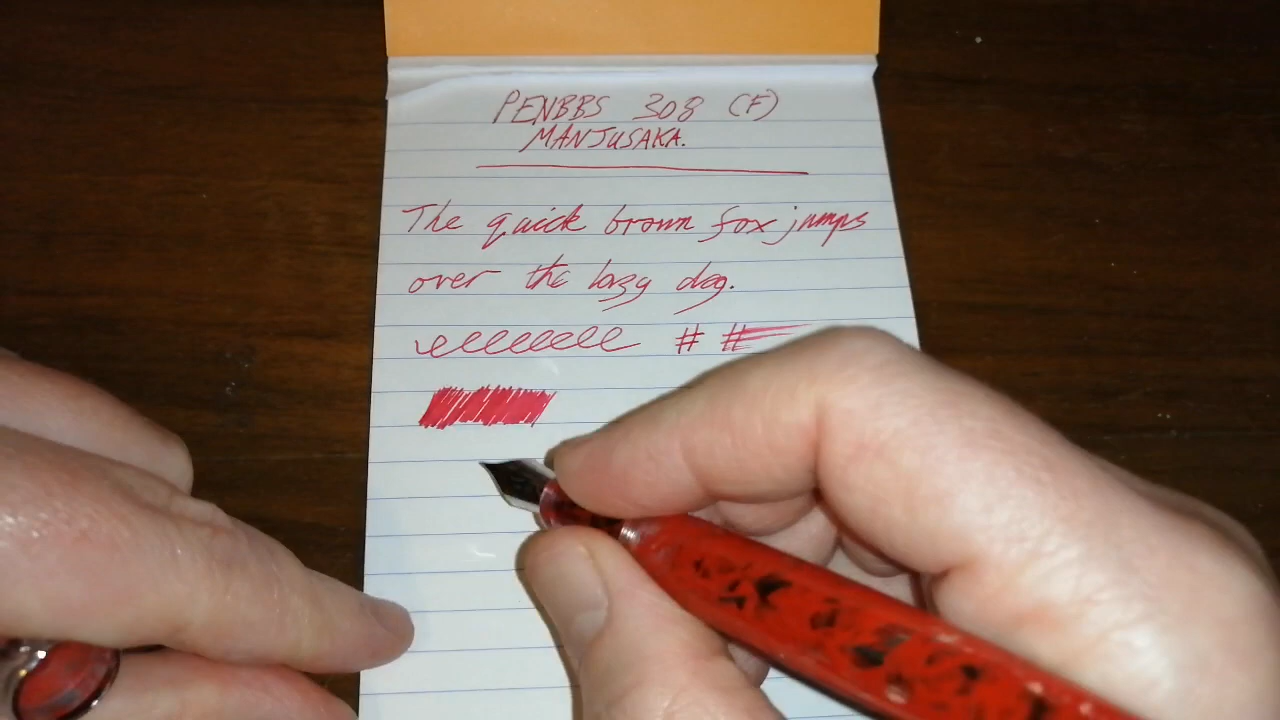 PENBBS 308 (F)
MANJUSAKA.
The quick brown fox jumps
over the lazy dog.
eeeeeeee # #